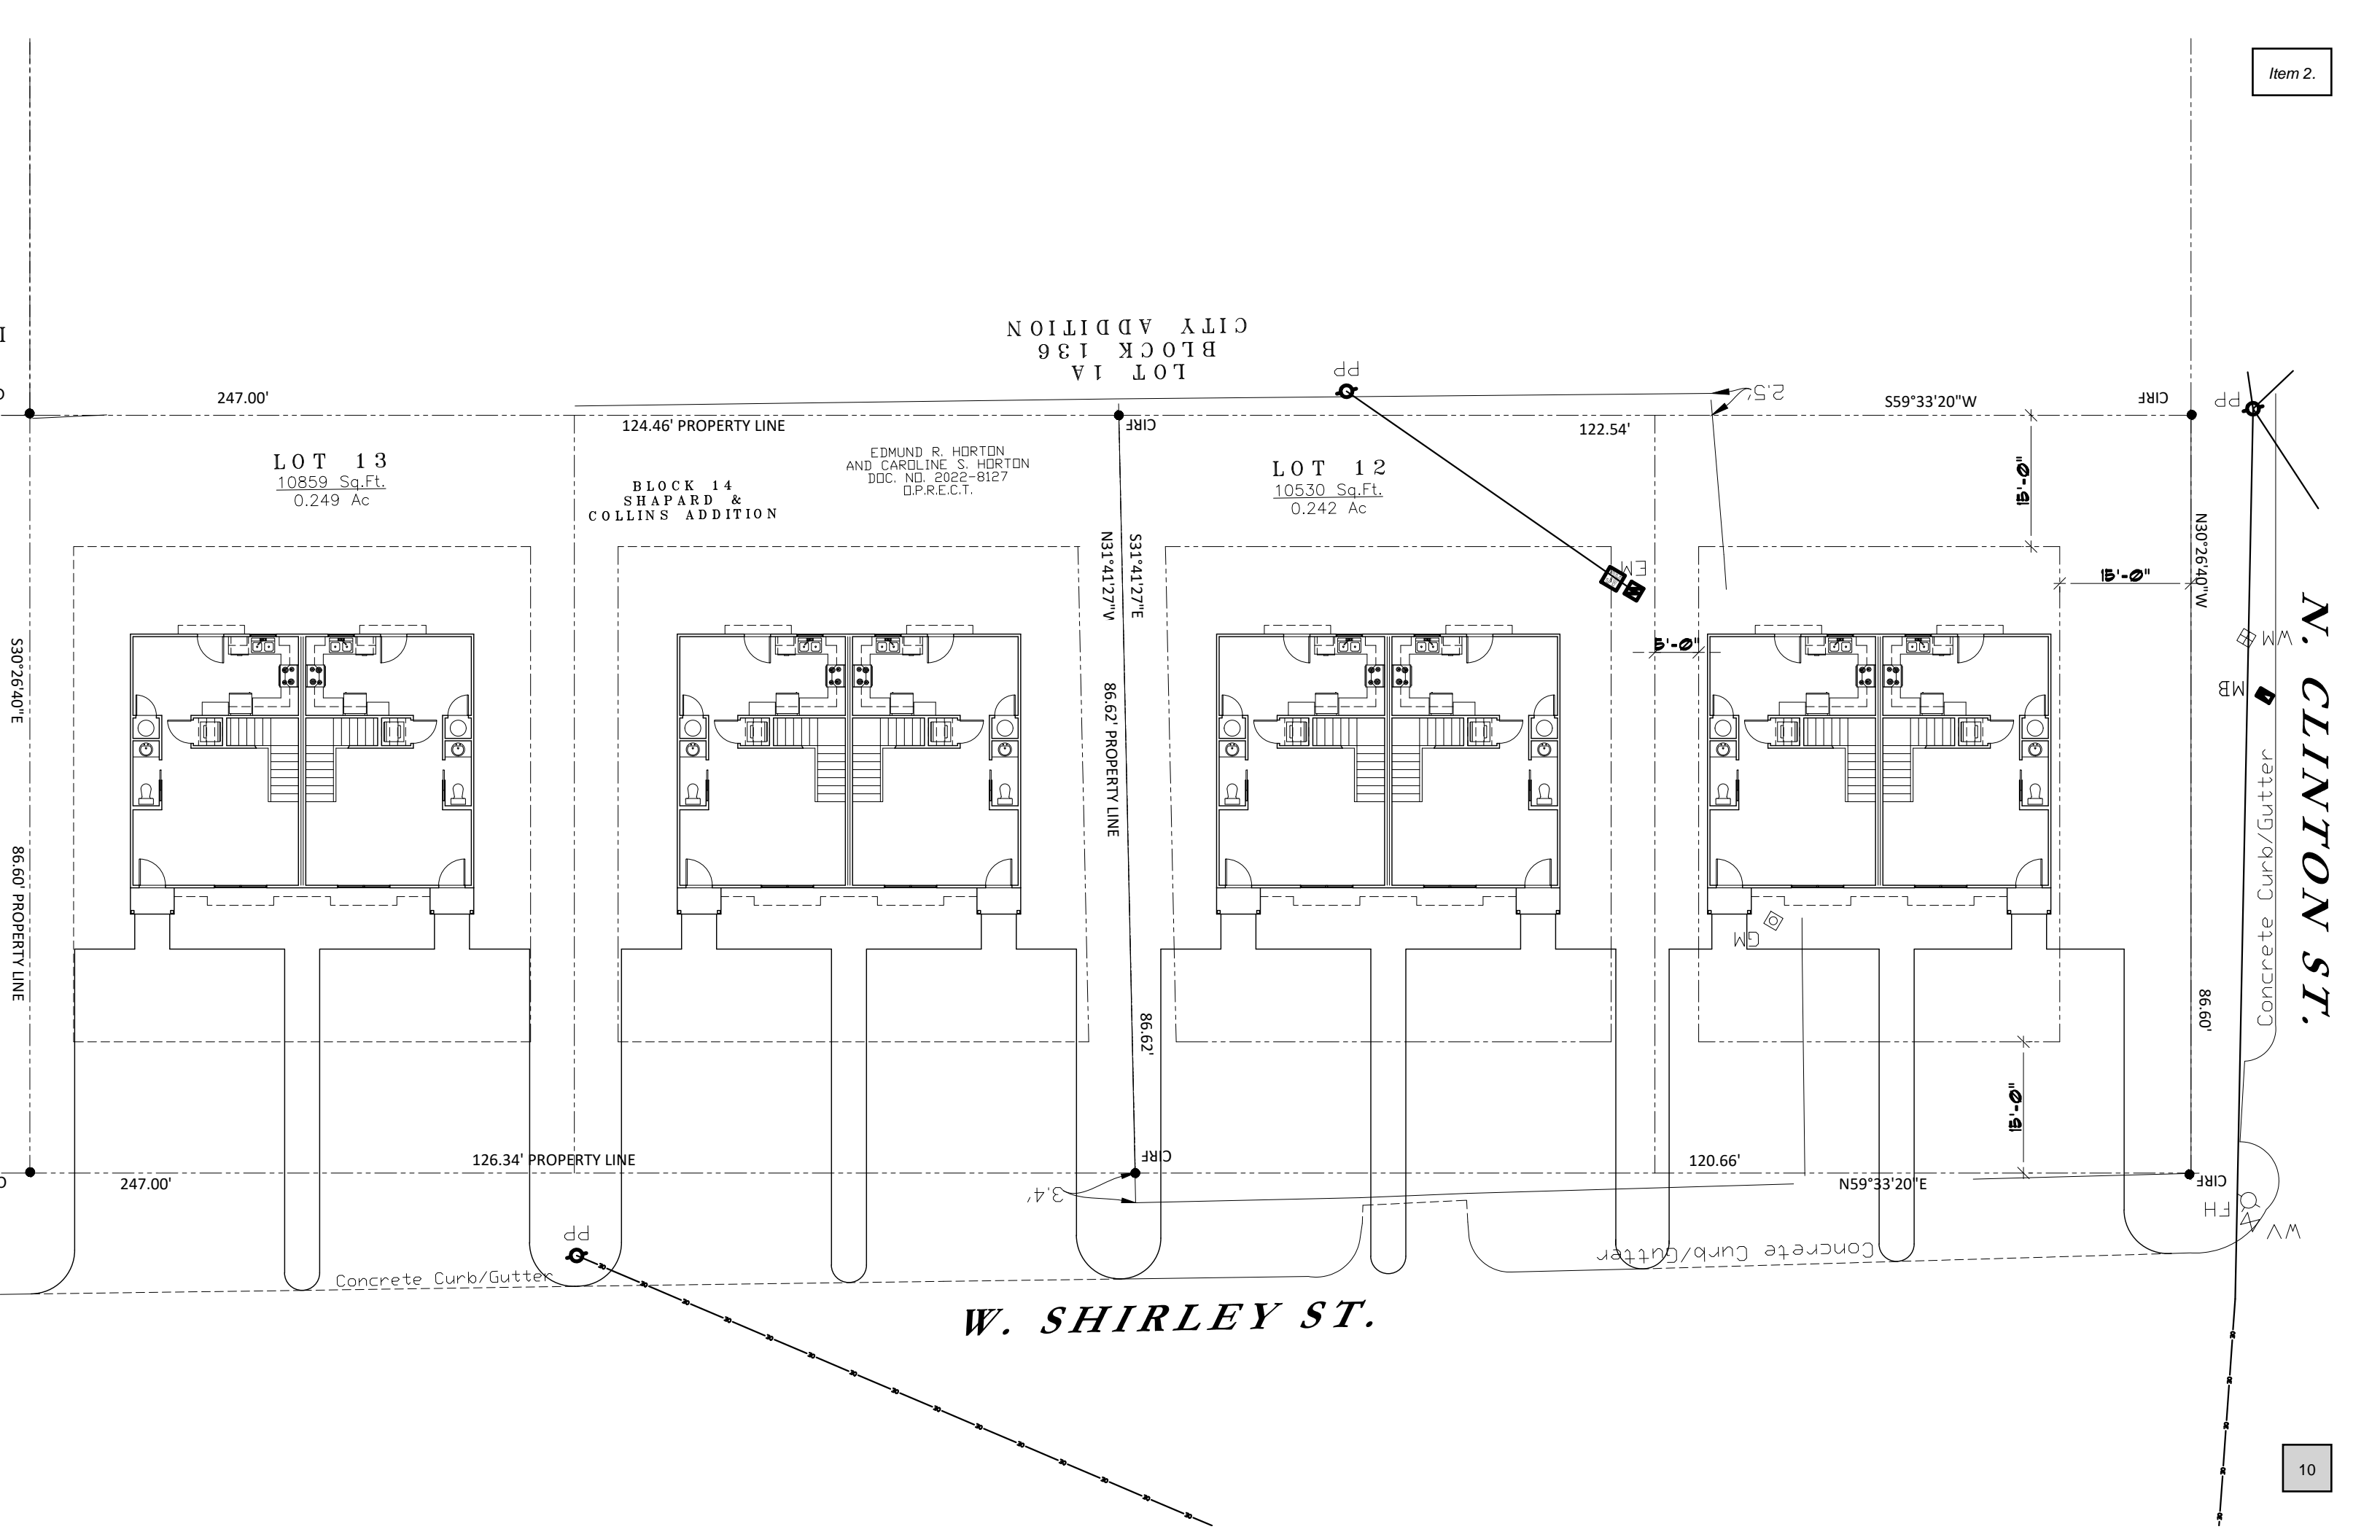 Item 2.
LOT 1A
BLOCK 136
CITY ADDITION
PP
2.5'
247.00'
124.46' PROPERTY LINE
CIRF
122.54'
S59°33'20"W
CIRF
PP
LOT 13
10859 Sq.Ft.
0.249 Ac
BLOCK 14
SHAPARD &
COLLINS ADDITION
EDMUND R. HORTON
AND CAROLINE S. HORTON
DOC. NO. 2022-8127
O.P.R.E.C.T.
LOT 12
10530 Sq.Ft.
0.242 Ac
15'-0"
15'-0"
N30°26'40"W
S31°41'27"E
N31°41'27"W
EM
5'-0"
WM
MB
S30°26'40"E
86.60' PROPERTY LINE
86.62' PROPERTY LINE
86.62'
86.60'
GM
Concrete Curb/Gutter
N. CLINTON ST.
15'-0"
126.34' PROPERTY LINE
247.00'
CIRF
3.4'
120.66'
N59°33'20"E
CIRF
FH
WV
PP
Concrete Curb/Gutter
Concrete Curb/Gutter
W. SHIRLEY ST.
10